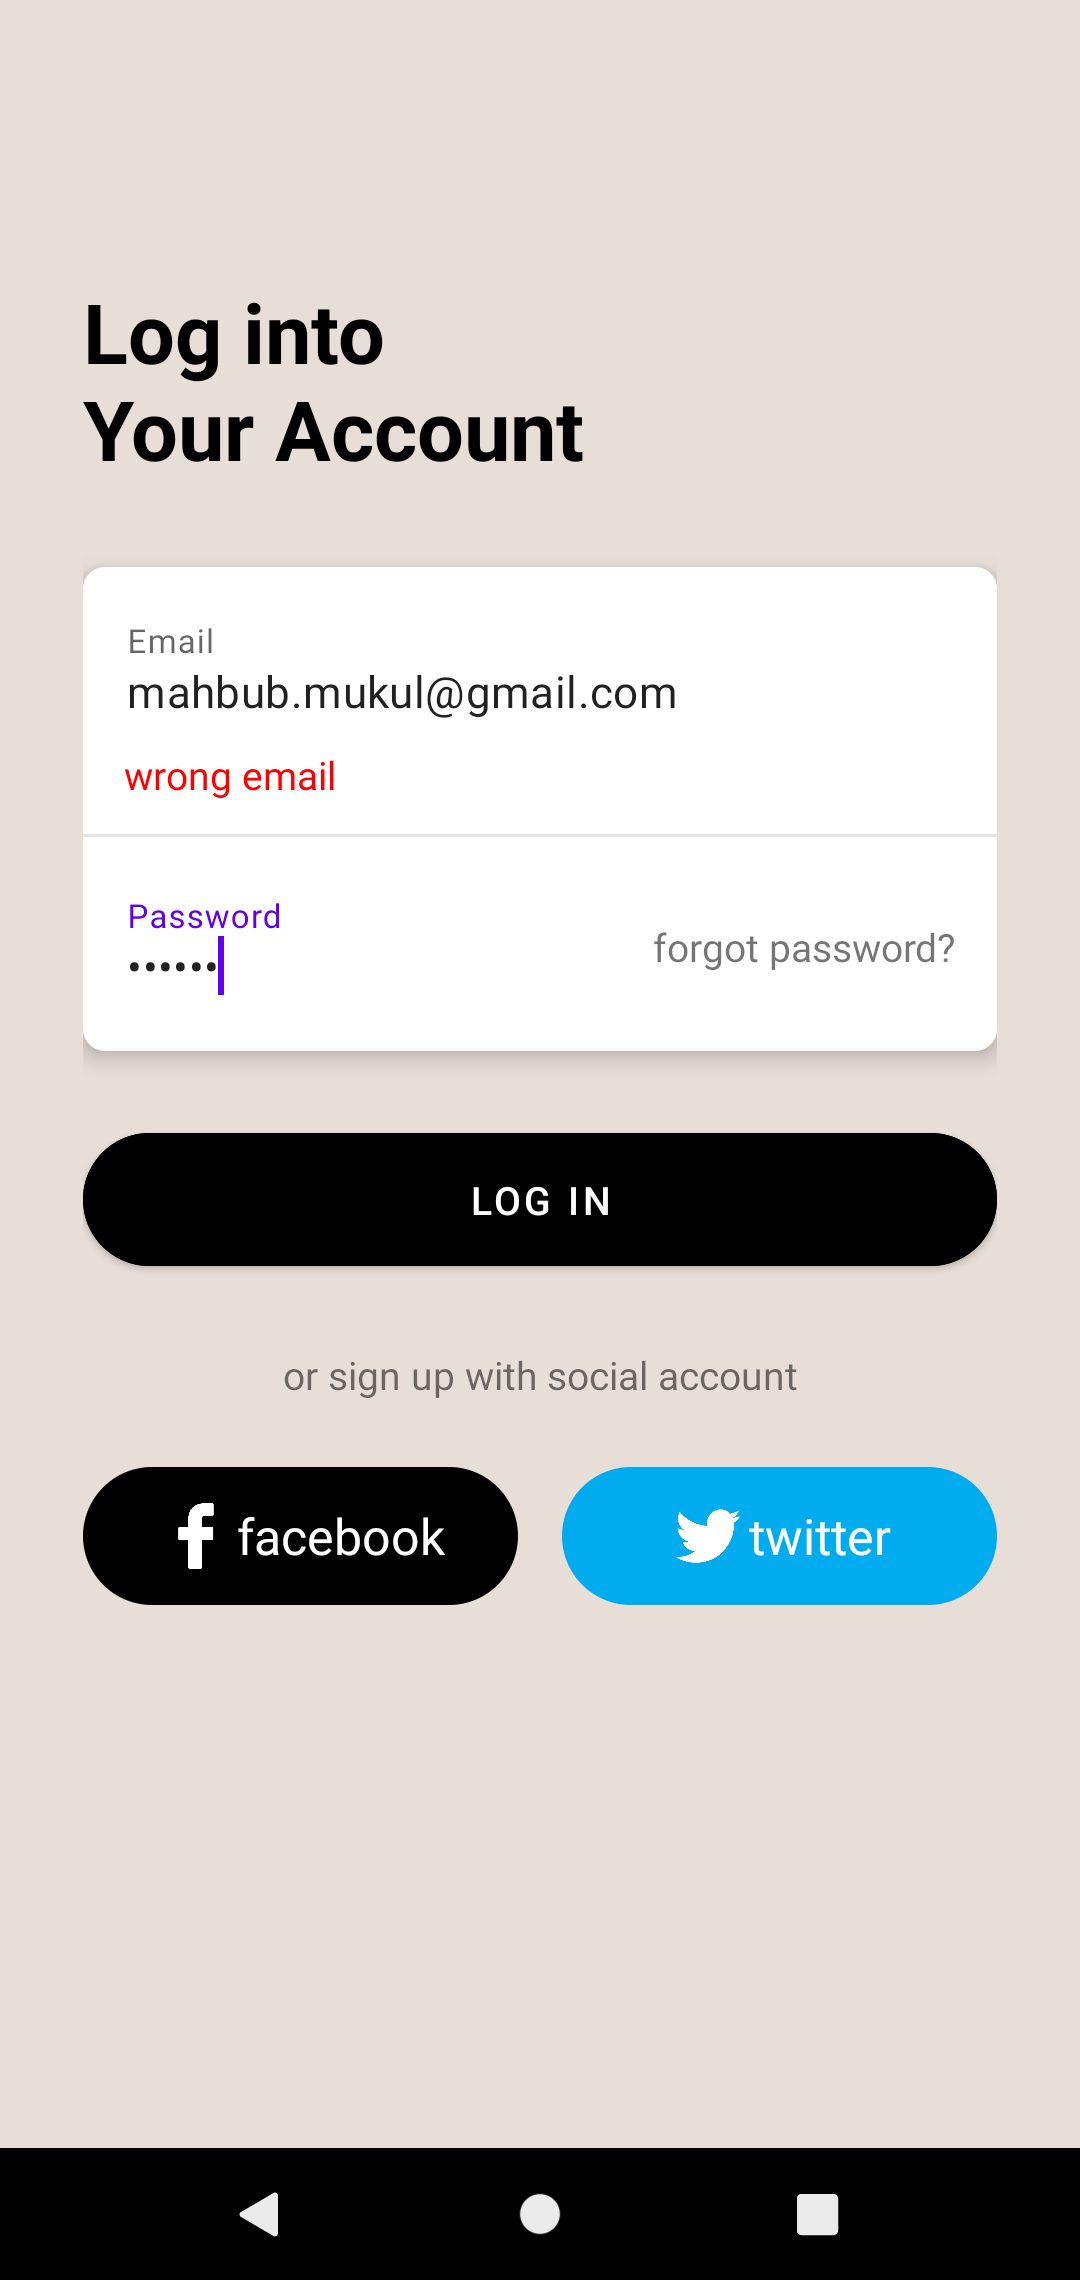 Log into
Your Account
Email
mahbub.mukul@gmail.com
wrong email
Password
••••••
forgot password?
LOG IN
or sign up with social account
facebook
twitter